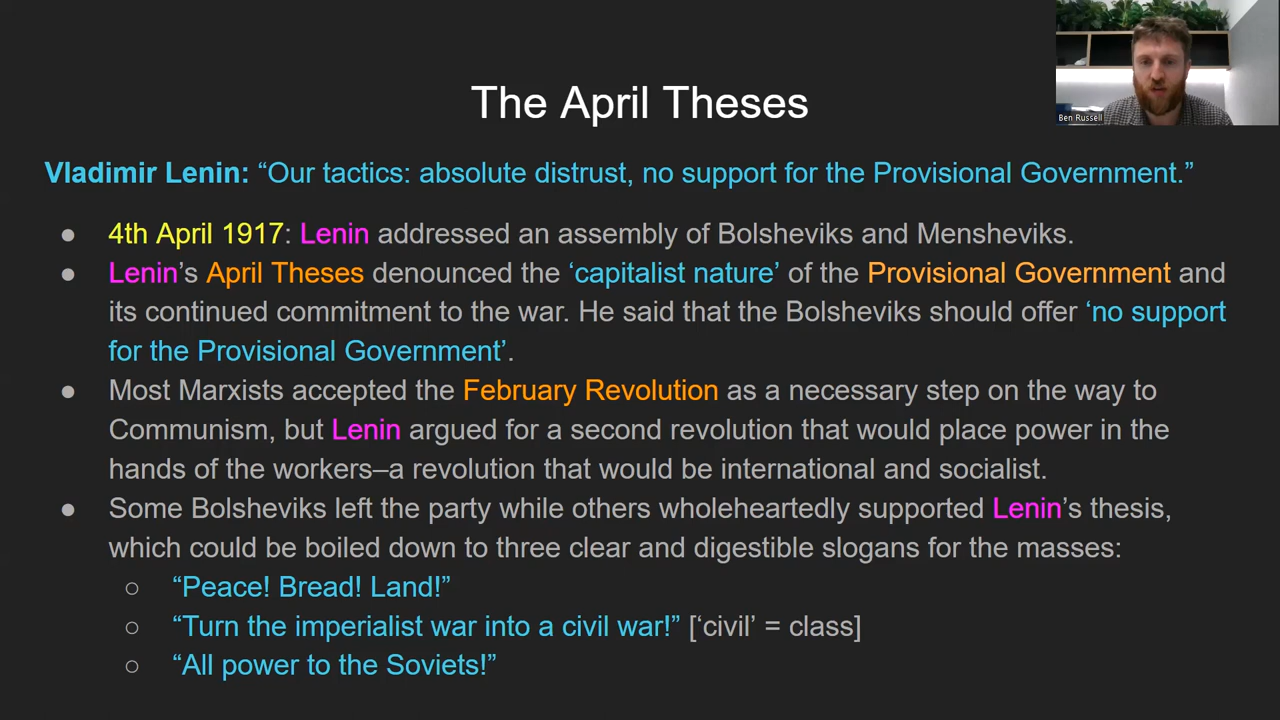 The April Theses
Ben Russell
Vladimir Lenin: “Our tactics: absolute distrust, no support for the Provisional Government.”
● 4th April 1917: Lenin addressed an assembly of Bolsheviks and Mensheviks.
● Lenin’s April Theses denounced the ‘capitalist nature’ of the Provisional Government and
its continued commitment to the war. He said that the Bolsheviks should offer ‘no support
for the Provisional Government’.
● Most Marxists accepted the February Revolution as a necessary step on the way to
Communism, but Lenin argued for a second revolution that would place power in the
hands of the workers–a revolution that would be international and socialist.
● Some Bolsheviks left the party while others wholeheartedly supported Lenin’s thesis,
which could be boiled down to three clear and digestible slogans for the masses:
○ “Peace! Bread! Land!”
○ “Turn the imperialist war into a civil war!” [‘civil’ = class]
○ “All power to the Soviets!”